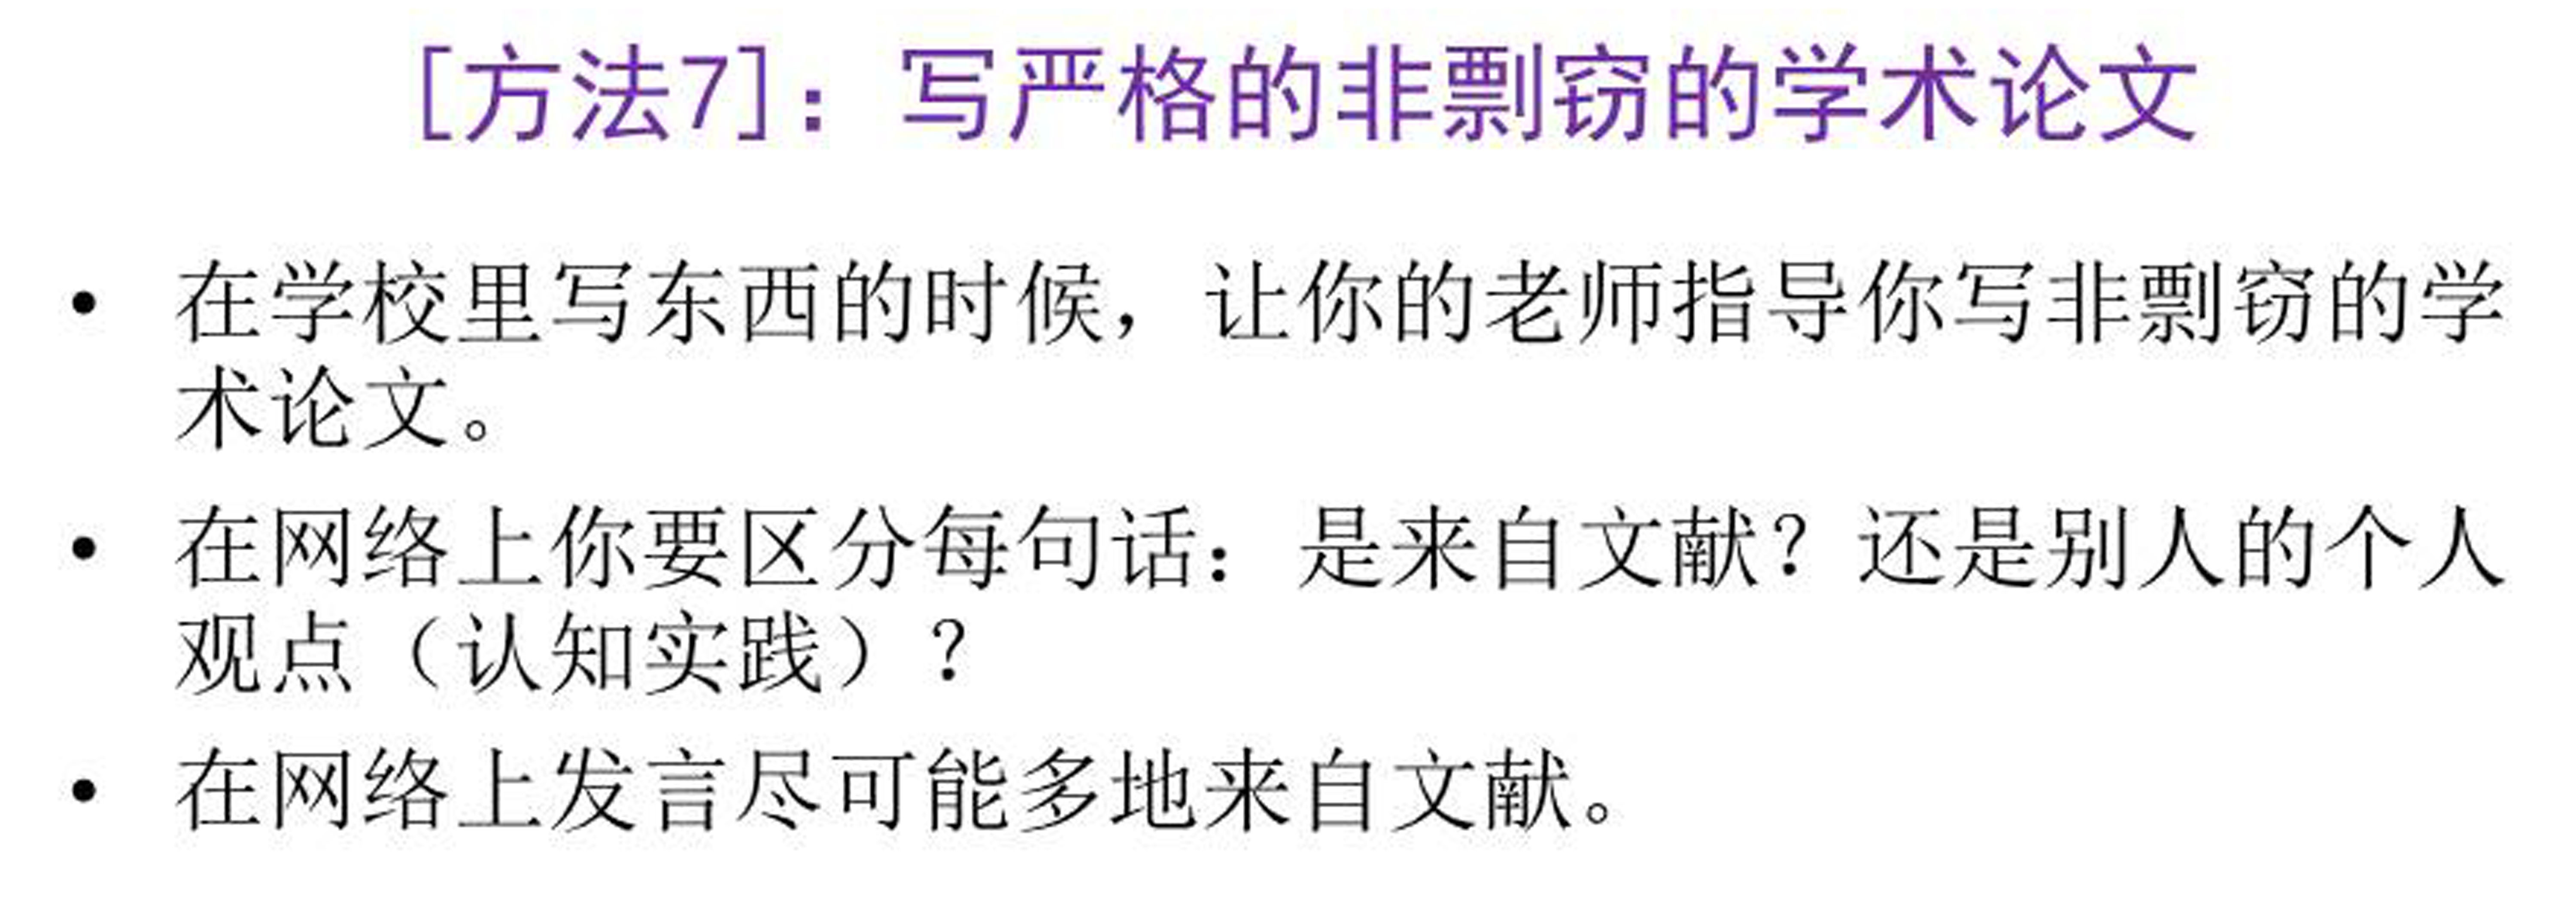 [方法7]：写严格的非剽窃的学术论文
• 在学校里写东西的时候，让你的老师指导你写非剽窃的学
术论文。
• 在网络上你要区分每句话：是来自文献？还是别人的个人
观点（认知实践）？
• 在网络上发言尽可能多地来自文献。